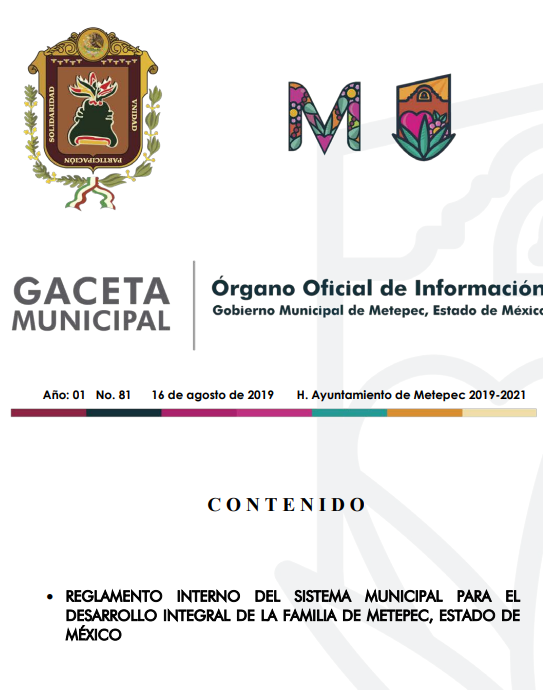 SOLIDARIDAD
UNIDAD
PARTICIPACIÓN
M
GACETA
MUNICIPAL
Órgano Oficial de Información
Gobierno Municipal de Metepec, Estado de México
Año: 01 No. 81 16 de agosto de 2019 H. Ayuntamiento de Metepec 2019-2021
CONTENIDO
• REGLAMENTO INTERNO DEL SISTEMA MUNICIPAL PARA EL
DESARROLLO INTEGRAL DE LA FAMILIA DE METEPEC, ESTADO DE
MÉXICO